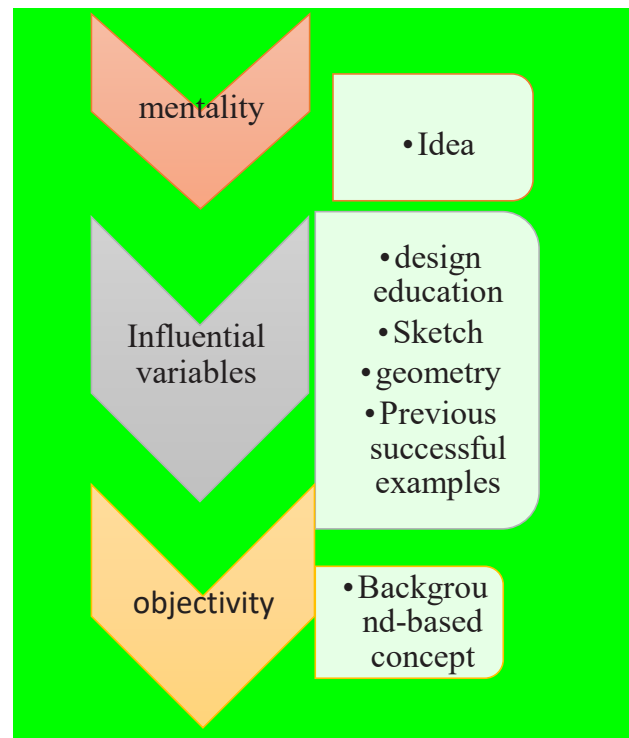 mentality
• Idea
Influential
variables
• design
education
• Sketch
• geometry
• Previous
successful
examples
objectivity
• Backgrou
nd-based
concept